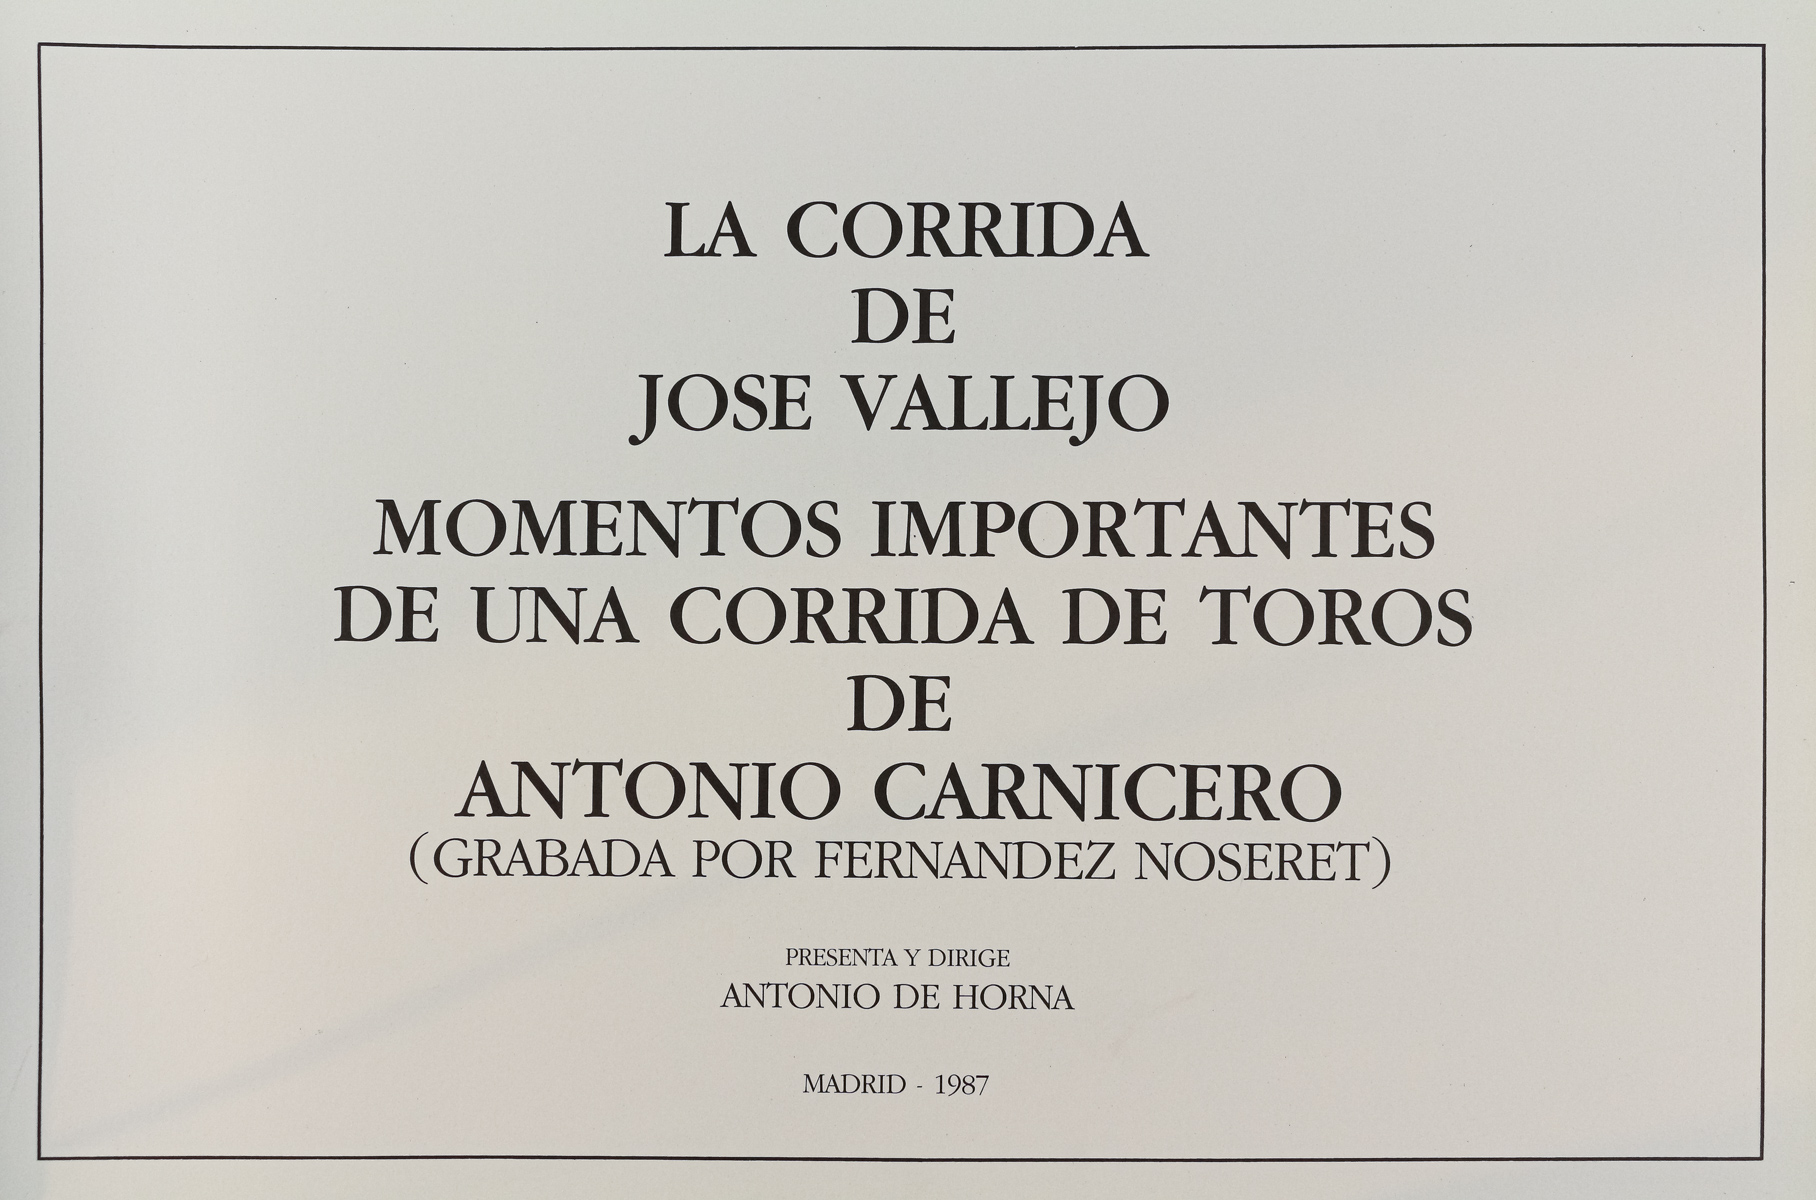 LA CORRIDA
DE
JOSE VALLEJO
MOMENTOS IMPORTANTES
DE UNA CORRIDA DE TOROS
DE
ANTONIO CARNICERO
(GRABADA POR FERNANDEZ NOSERET)
PRESENTA Y DIRIGE
ANTONIO DE HORNA
MADRID - 1987